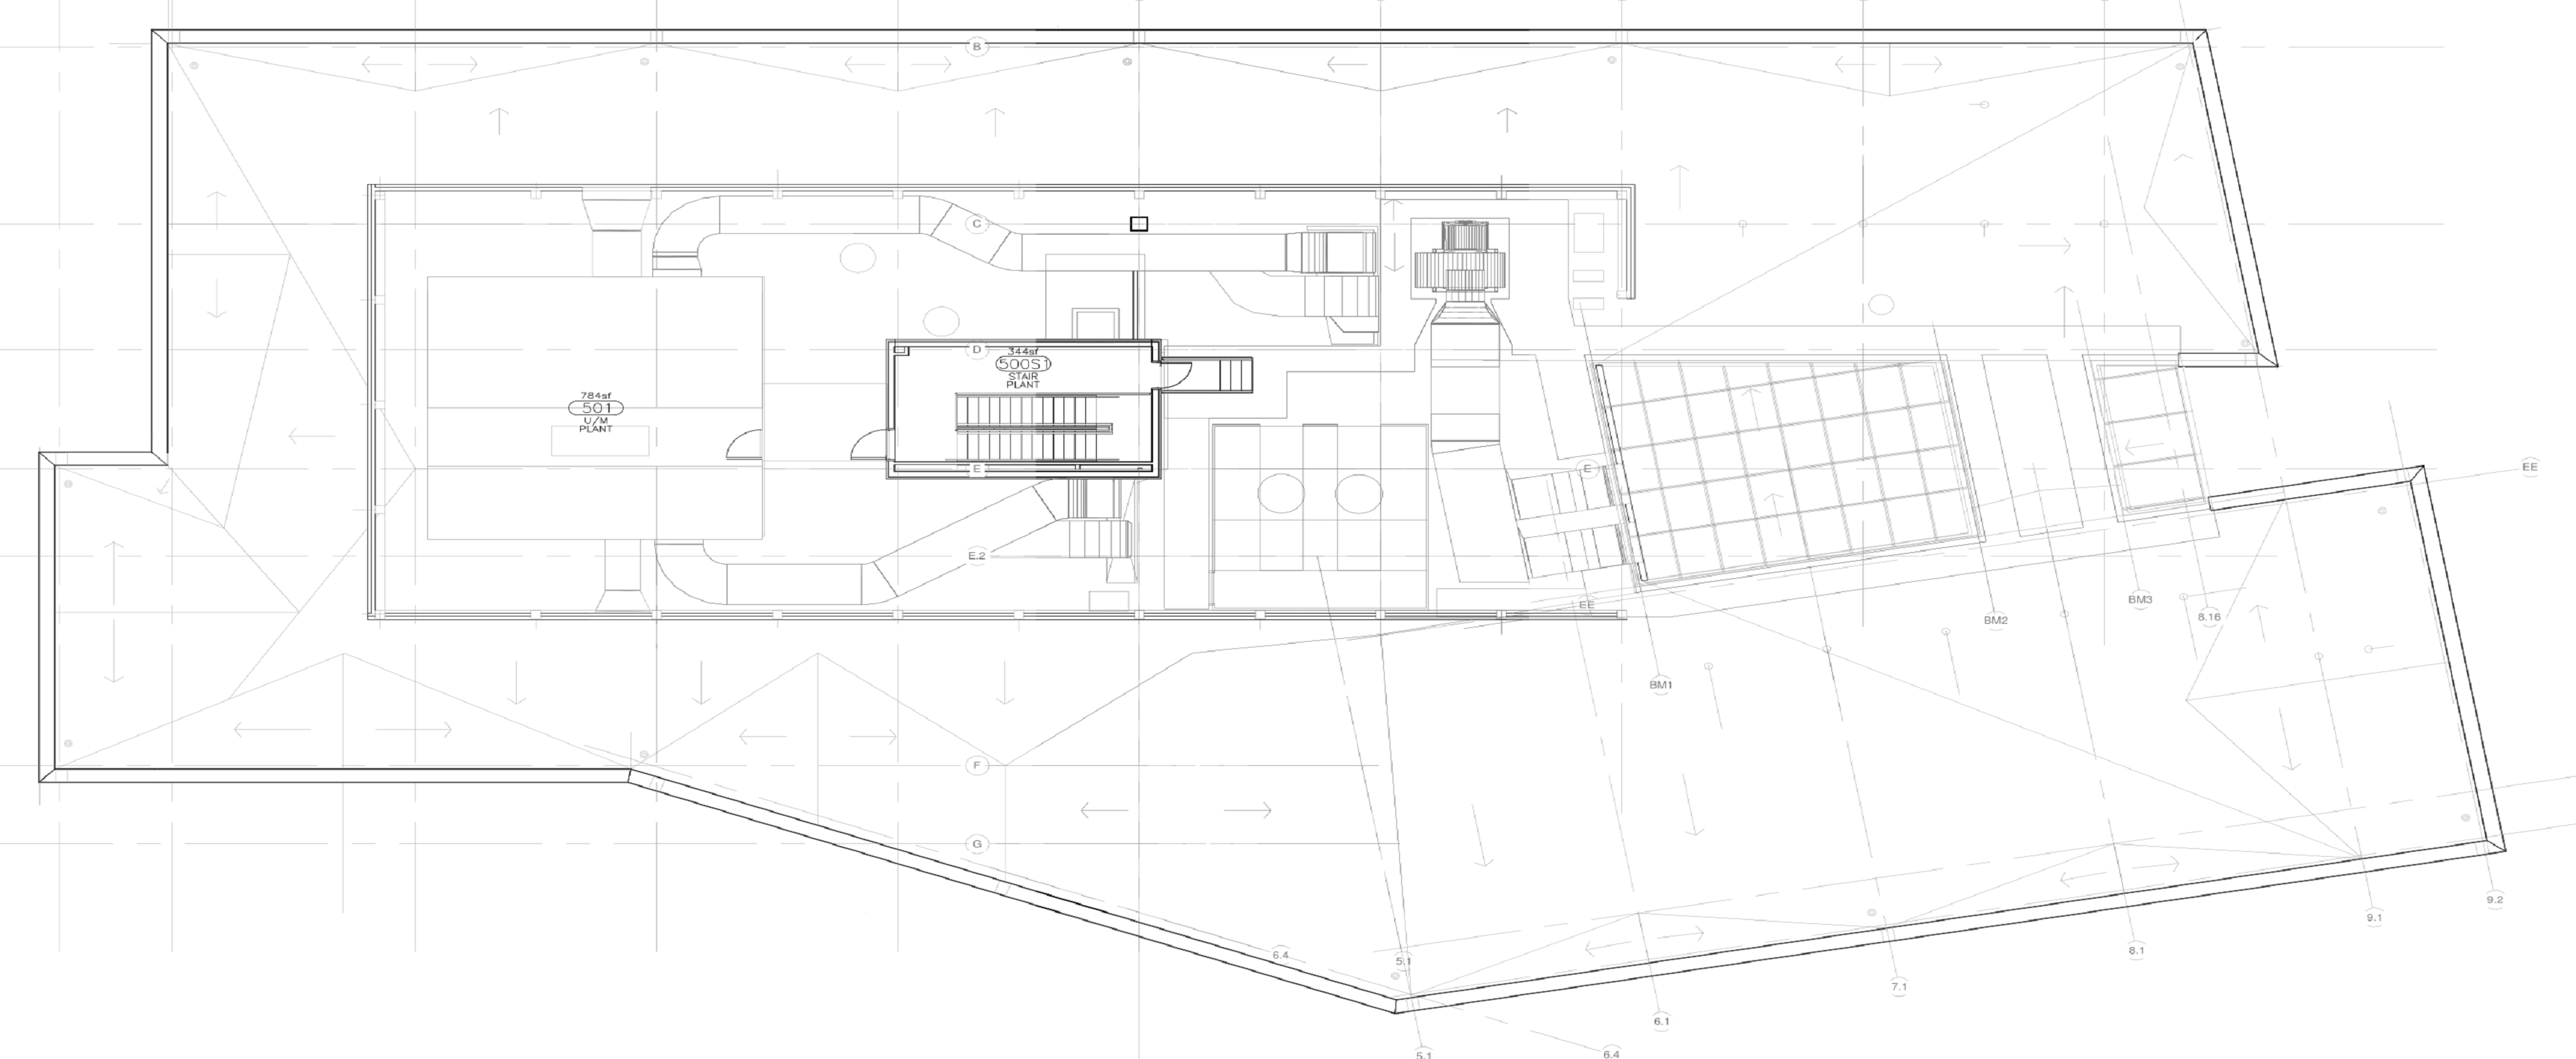 B
C
D
344sf
500S1
STAIR
PLANT
784sf
501
U/M
PLANT
E
E
EE
E.2
EE
BM3
8.16
BM2
BM1
F
G
9.2
9.1
8.1
6.4
5.1
7.1
6.1
6.4
5.1